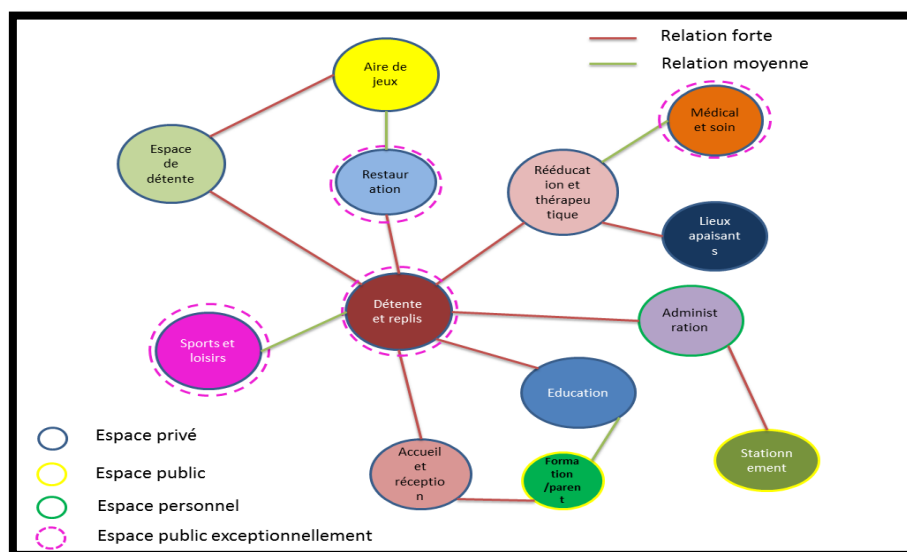 Relation forte
Relation moyenne
Aire de
jeux
Médical
et soin
Espace
de
détente
Restaur
ation
Rééducat
ion et
thérapeu
tique
Lieux
apaisant
s
Détente
et replis
Administ
ration
Sports et
loisirs
Education
Accueil
et
réceptio
n
Forma
tion
/paren
t
Stationn
ement
Espace privé
Espace public
Espace personnel
Espace public exceptionnellement